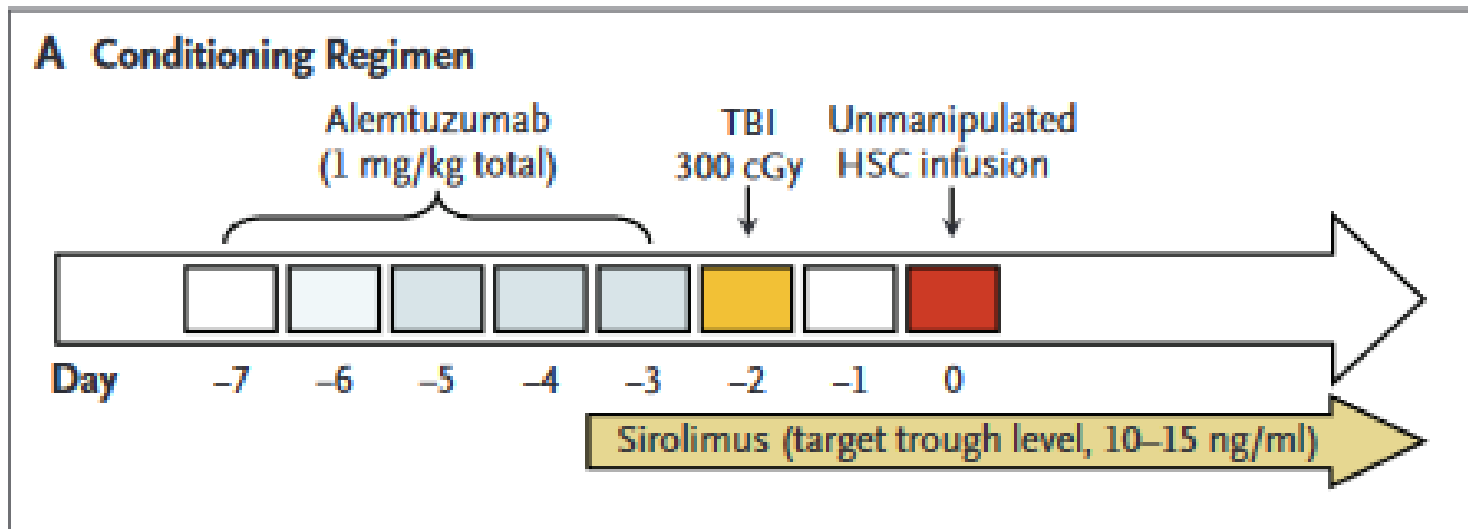 A Conditioning Regimen
Alemtuzumab
(1 mg/kg total)
TBI
300 cGy
Unmanipulated
HSC infusion
Day –7 –6 –5 –4 –3 –2 –1 0
Sirolimus (target trough level, 10–15 ng/ml)